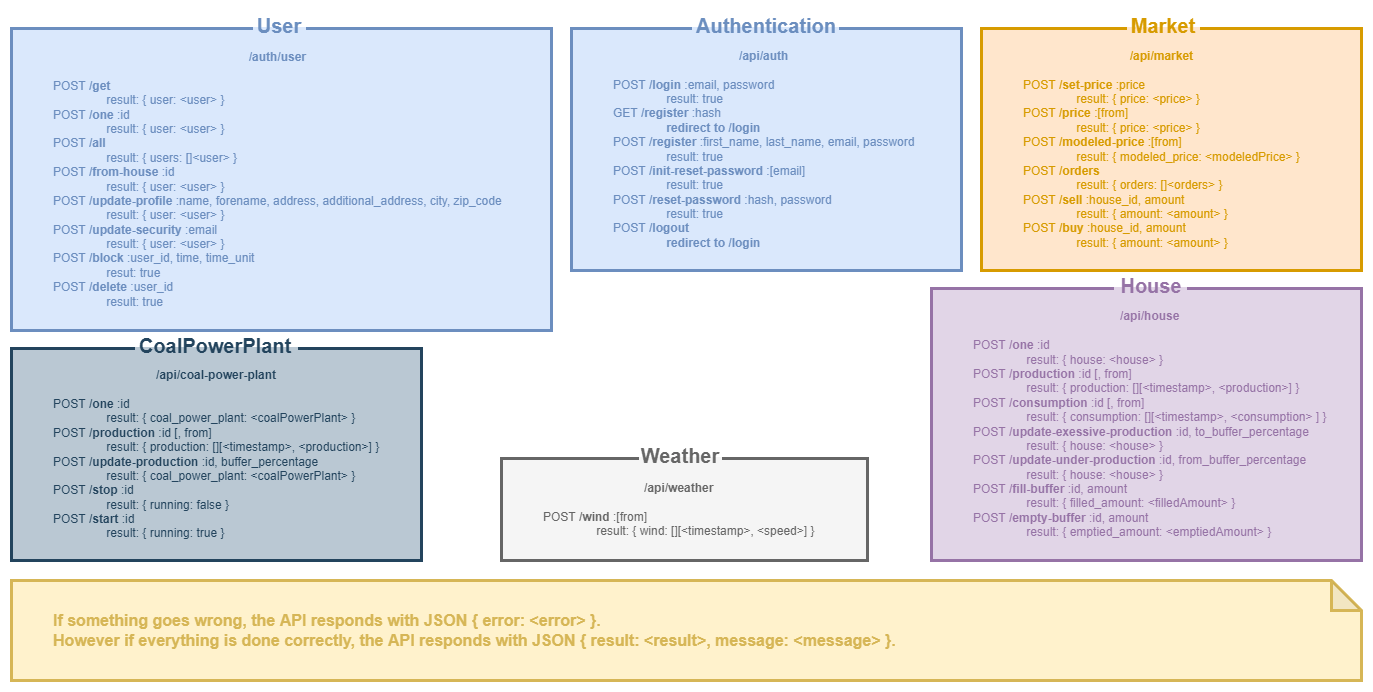 User
/auth/user
POST /get
result: { user: <user> }
POST /one :id
result: { user: <user> }
POST /all
result: { users: []<user> }
POST /from-house :id
result: { user: <user> }
POST /update-profile :name, forename, address, additional_address, city, zip_code
result: { user: <user> }
POST /update-security :email
result: { user: <user> }
POST /block :user_id, time, time_unit
resut: true
POST /delete :user_id
result: true
Authentication
/api/auth
POST /login :email, password
result: true
GET /register :hash
redirect to /login
POST /register :first_name, last_name, email, password
result: true
POST /init-reset-password :[email]
result: true
POST /reset-password :hash, password
result: true
POST /logout
redirect to /login
Market
/api/market
POST /set-price :price
result: { price: <price> }
POST /price :[from]
result: { price: <price> }
POST /modeled-price :[from]
result: { modeled_price: <modeledPrice> }
POST /orders
result: { orders: []<orders> }
POST /sell :house_id, amount
result: { amount: <amount> }
POST /buy :house_id, amount
result: { amount: <amount> }
CoalPowerPlant
/api/coal-power-plant
POST /one :id
result: { coal_power_plant: <coalPowerPlant> }
POST /production :id [, from]
result: { production: [][<timestamp>, <production>] }
POST /update-production :id, buffer_percentage
result: { coal_power_plant: <coalPowerPlant> }
POST /stop :id
result: { running: false }
POST /start :id
result: { running: true }
Weather
/api/weather
POST /wind :[from]
result: { wind: [][<timestamp>, <speed>] }
House
/api/house
POST /one :id
result: { house: <house> }
POST /production :id [, from]
result: { production: [][<timestamp>, <production>] }
POST /consumption :id [, from]
result: { consumption: [][<timestamp>, <consumption> ] }
POST /update-exessive-production :id, to_buffer_percentage
result: { house: <house> }
POST /update-under-production :id, from_buffer_percentage
result: { house: <house> }
POST /fill-buffer :id, amount
result: { filled_amount: <filledAmount> }
POST /empty-buffer :id, amount
result: { emptied_amount: <emptiedAmount> }
If something goes wrong, the API responds with JSON { error: <error> }.
However if everything is done correctly, the API responds with JSON { result: <result>, message: <message> }.